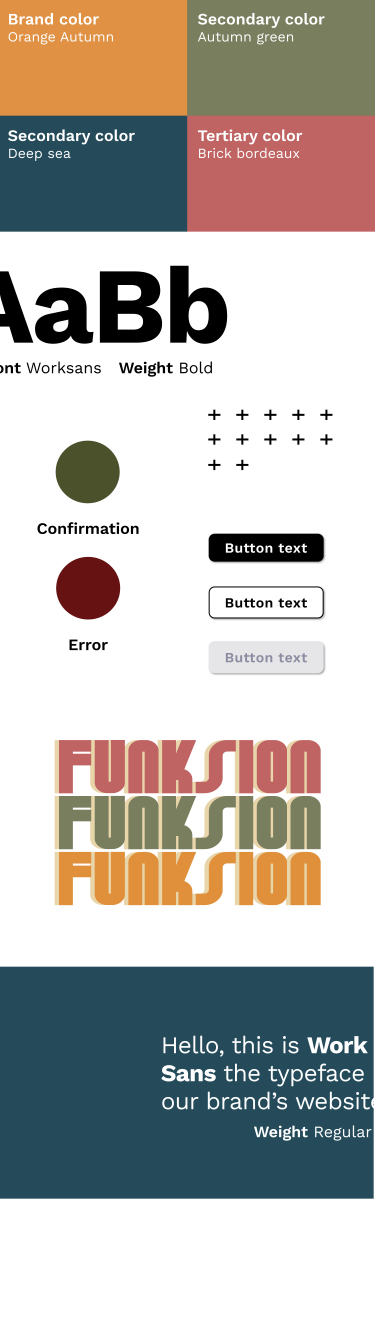 Brand color
Orange Autumn
Secondary color
Autumn green
Secondary color
Deep sea
Tertiary color
Brick bordeaux
AaBb
ont Worksans Weight Bold
+ + + + +
+ + + + +
+ +
Confirmation
Error
Button text
Button text
Button text
FUNKSION
FUNKSION
FUNKSION
Hello, this is Work
Sans the typeface
our brand’s website
Weight Regular